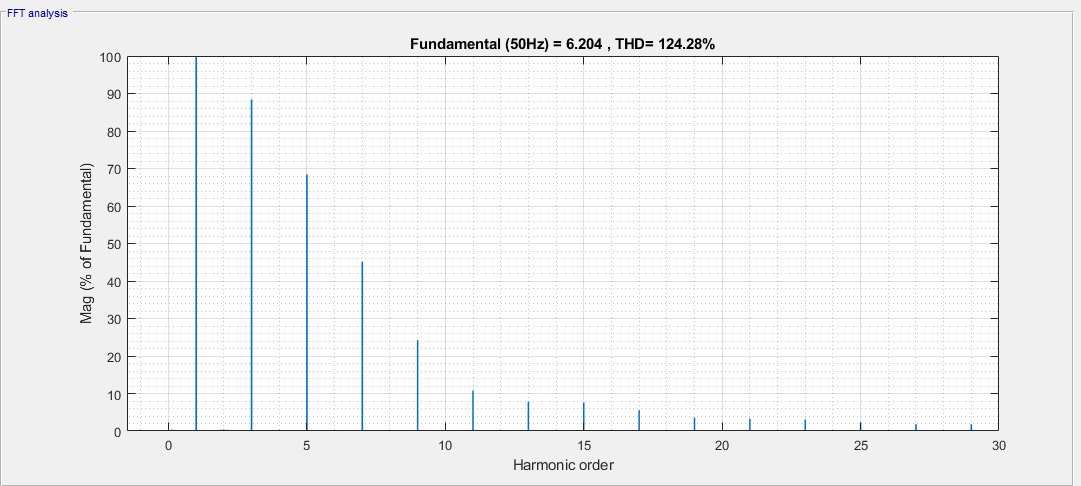 FFT analysis
Fundamental (50Hz) = 6.204 , THD= 124.28%
100
90
80
70
60
50
40
30
20
10
0
Mag (% of Fundamental)
0 5 10 15 20 25 30
Harmonic order